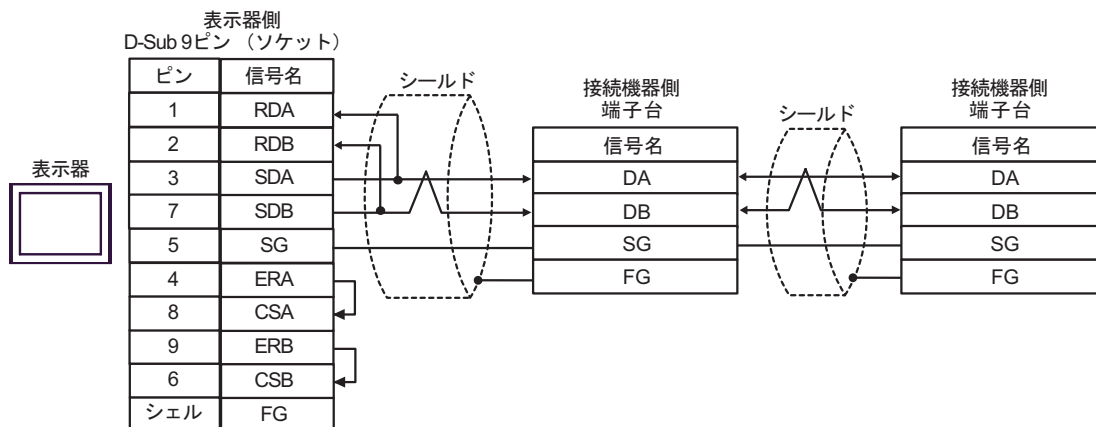 表示器
表示器側
D-Sub 9ピン （ソケット）
ピン 信号名
1 RDA
2 RDB
3 SDA
7 SDB
5 SG
4 ERA
8 CSA
9 ERB
6 CSB
シェル FG
シールド
接続機器側
端子台
信号名
DA
DB
SG
FG
シールド
接続機器側
端子台
信号名
DA
DB
SG
FG